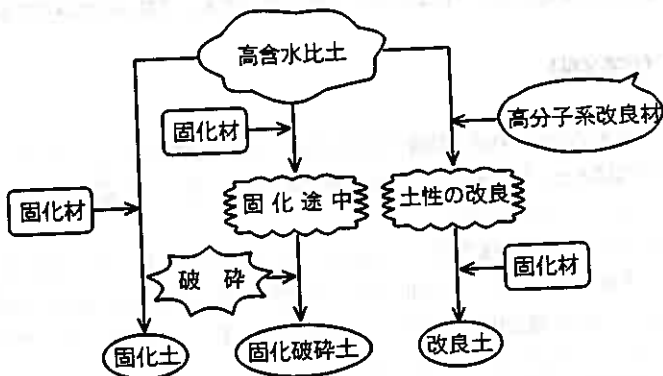 高含水比土
固化材
高分子系改良材
固化途中
土性の改良
固化材
破砕
固化材
固化土
固化破砕土
改良土